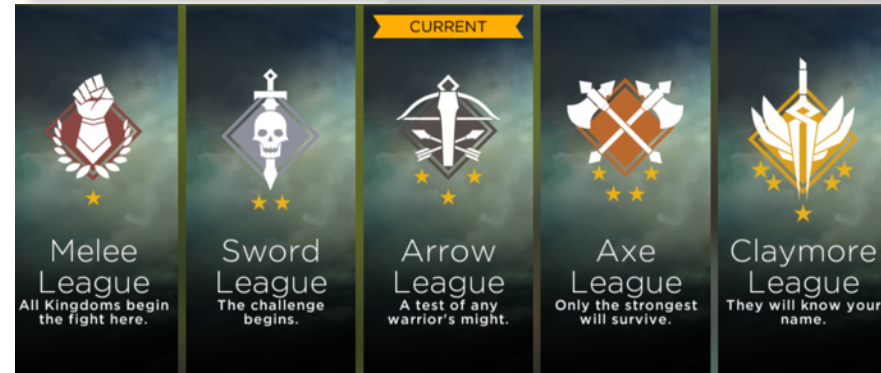 CURRENT
Melee
League
All Kingdoms begin
the fight here.
Sword
League
The challenge
begins.
Arrow
League
A test of any
warrior's might.
Axe
League
Only the strongest
will survive.
Claymore
League
They will know your
name.